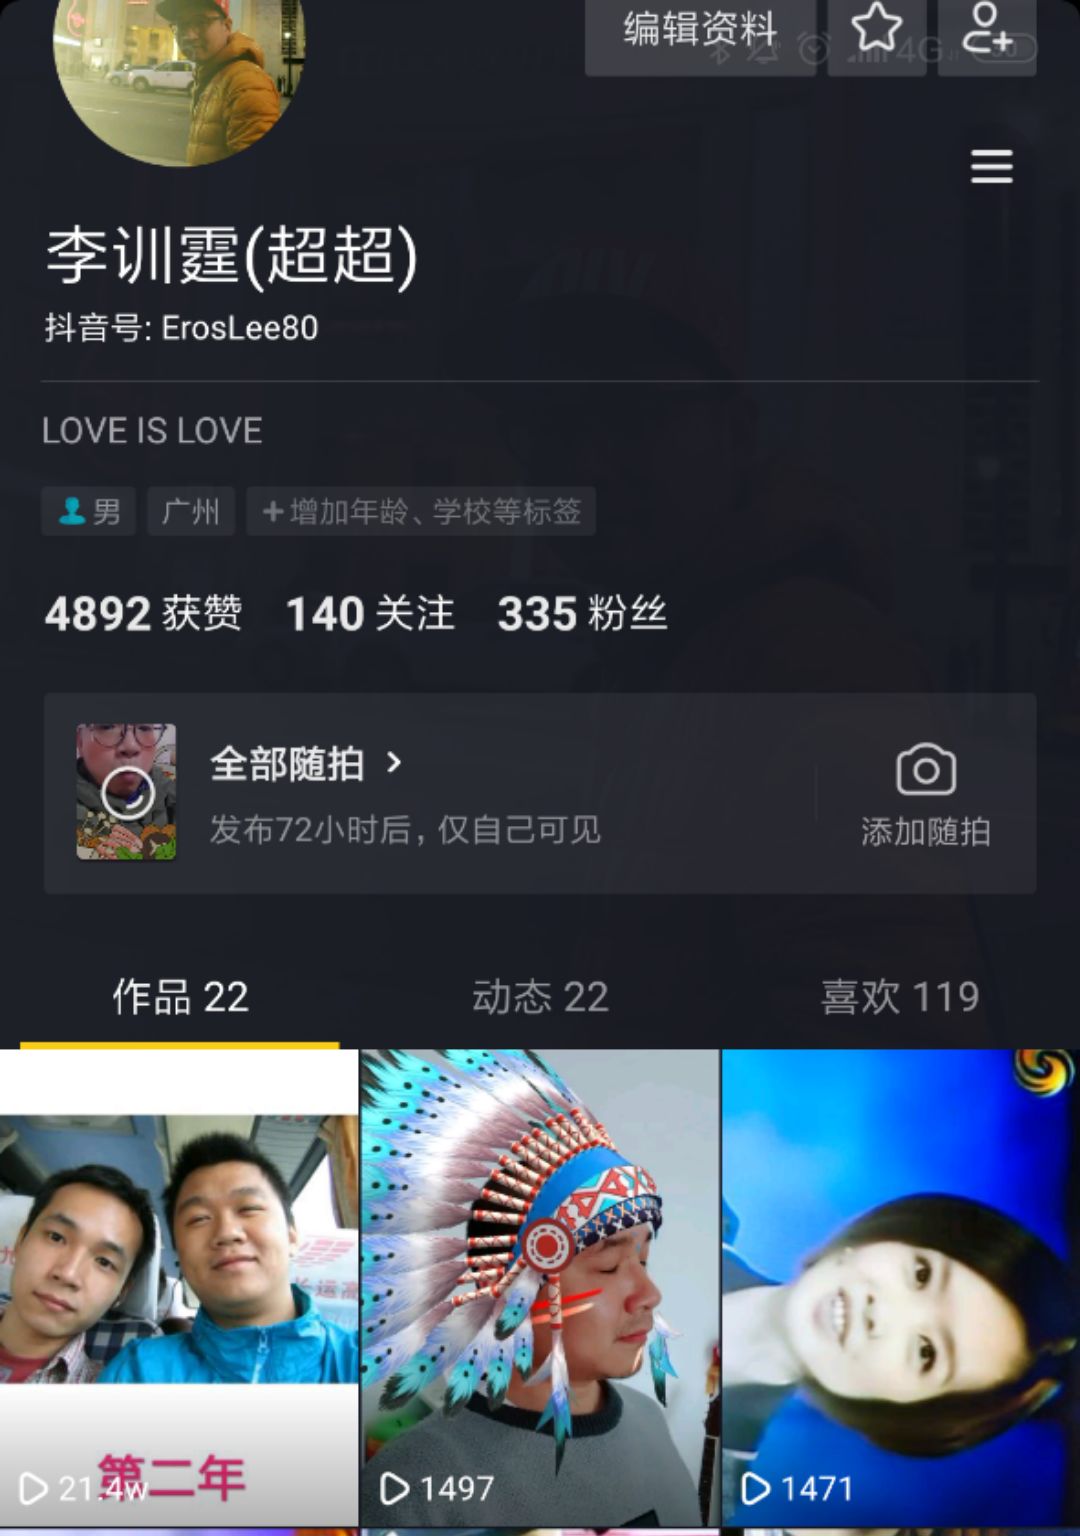 编辑资料
4G
李训霆(超超)
抖音号: ErosLee80
LOVE IS LOVE
男
广州
+增加年龄、学校等标签
4892 获赞 140 关注 335 粉丝
全部随拍 >
发布72小时后，仅自己可见
添加随拍
作品 22
动态 22
喜欢 119
第二年
21.4w
1497
1471